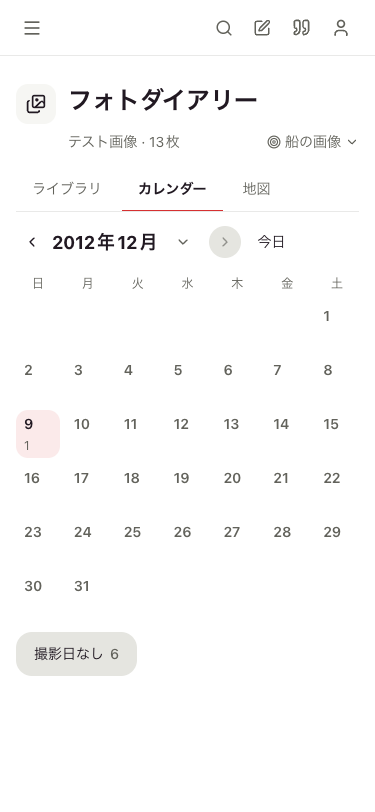 フォトダイアリー
テスト画像 · 13枚
船の画像
ライブラリ カレンダー 地図
2012年12月 今日
日 月 火 水 木 金 土
1
2 3 4 5 6 7 8
9 10 11 12 13 14 15
1
16 17 18 19 20 21 22
23 24 25 26 27 28 29
30 31
撮影日なし 6